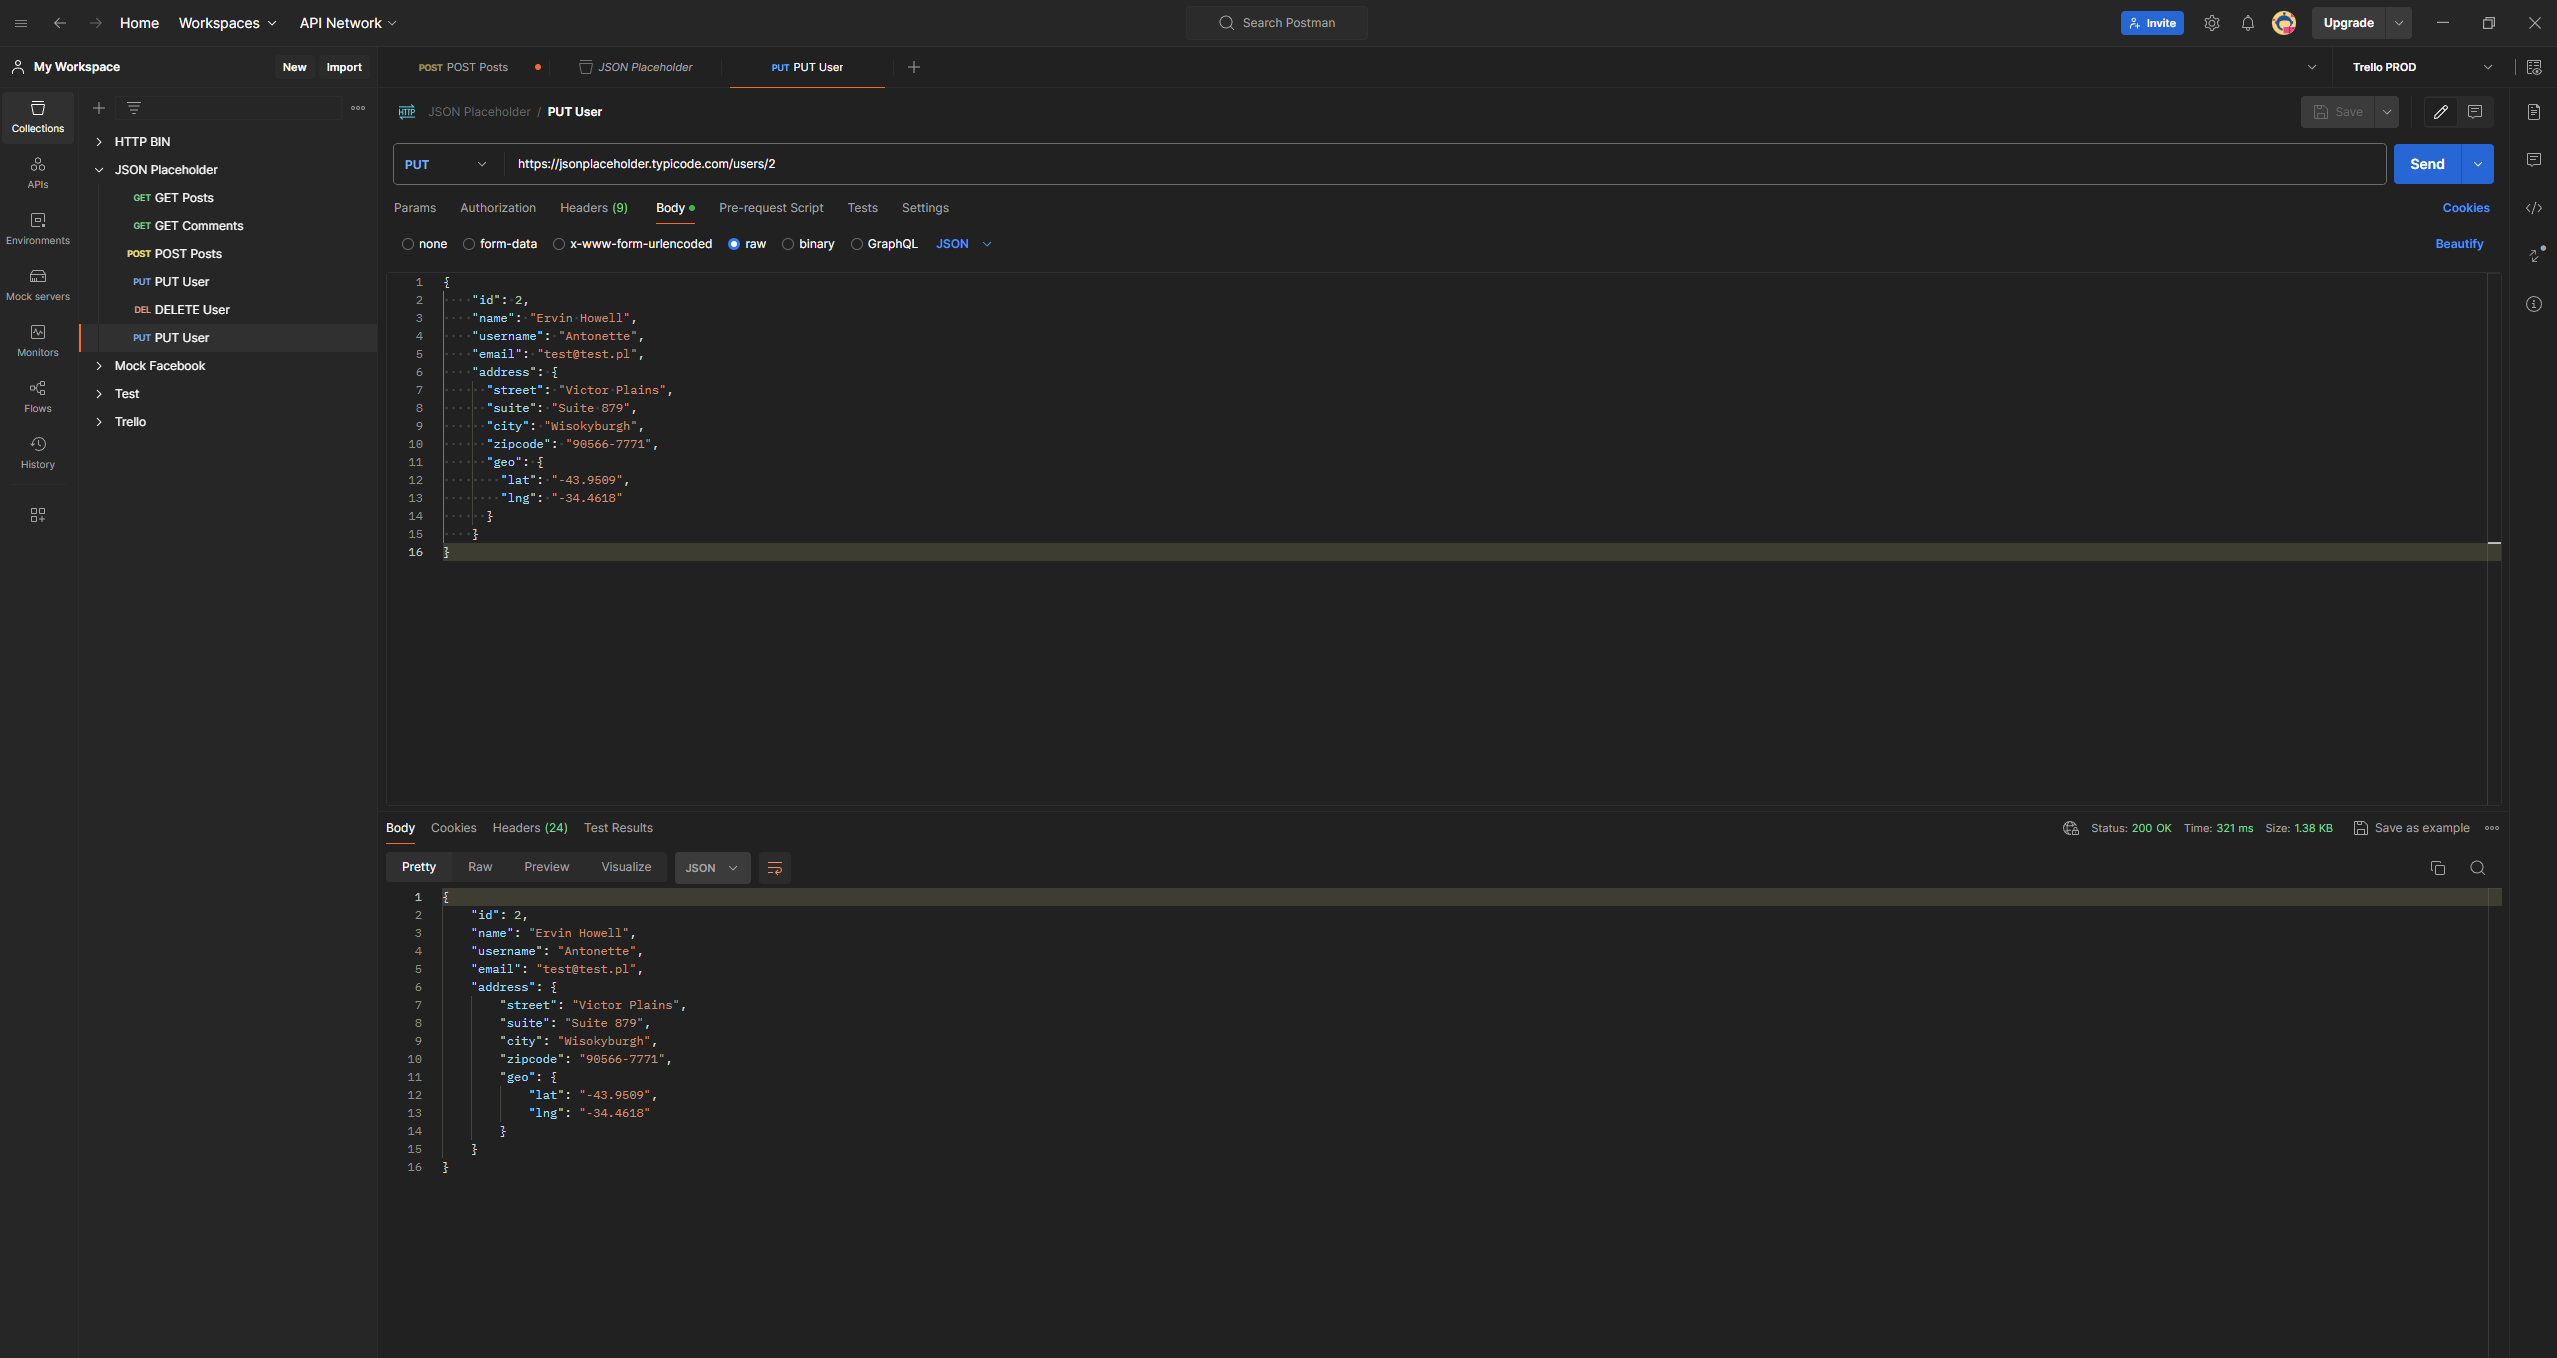 Home Workspaces API Network Search Postman Invite Upgrade
My Workspace New Import POST POST Posts JSON Placeholder PUT PUT User Trello PROD
Collections
APIs
Environments
Mock servers
Monitors
Flows
History
HTTP BIN
JSON Placeholder
GET GET Posts
GET GET Comments
POST POST Posts
PUT PUT User
DEL DELETE User
PUT PUT User
Mock Facebook
Test
Trello
HTTP JSON Placeholder / PUT User Save
PUT https://jsonplaceholder.typicode.com/users/2 Send
Params Authorization Headers (9) Body Pre-request Script Tests Settings Cookies
none form-data x-www-form-urlencoded raw binary GraphQL JSON Beautify
1 {
2 "id": 2,
3 "name": "Ervin Howell",
4 "username": "Antonette",
5 "email": "test@test.pl",
6 "address": {
7 "street": "Victor Plains",
8 "suite": "Suite 879",
9 "city": "Wisokyburgh",
10 "zipcode": "90566-7771",
11 "geo": {
12 "lat": "-43.9509",
13 "lng": "-34.4618"
14 }
15 }
16 }
Body Cookies Headers (24) Test Results Status: 200 OK Time: 321 ms Size: 1.38 KB Save as example
Pretty Raw Preview Visualize JSON
1 {
2 "id": 2,
3 "name": "Ervin Howell",
4 "username": "Antonette",
5 "email": "test@test.pl",
6 "address": {
7 "street": "Victor Plains",
8 "suite": "Suite 879",
9 "city": "Wisokyburgh",
10 "zipcode": "90566-7771",
11 "geo": {
12 "lat": "-43.9509",
13 "lng": "-34.4618"
14 }
15 }
16 }